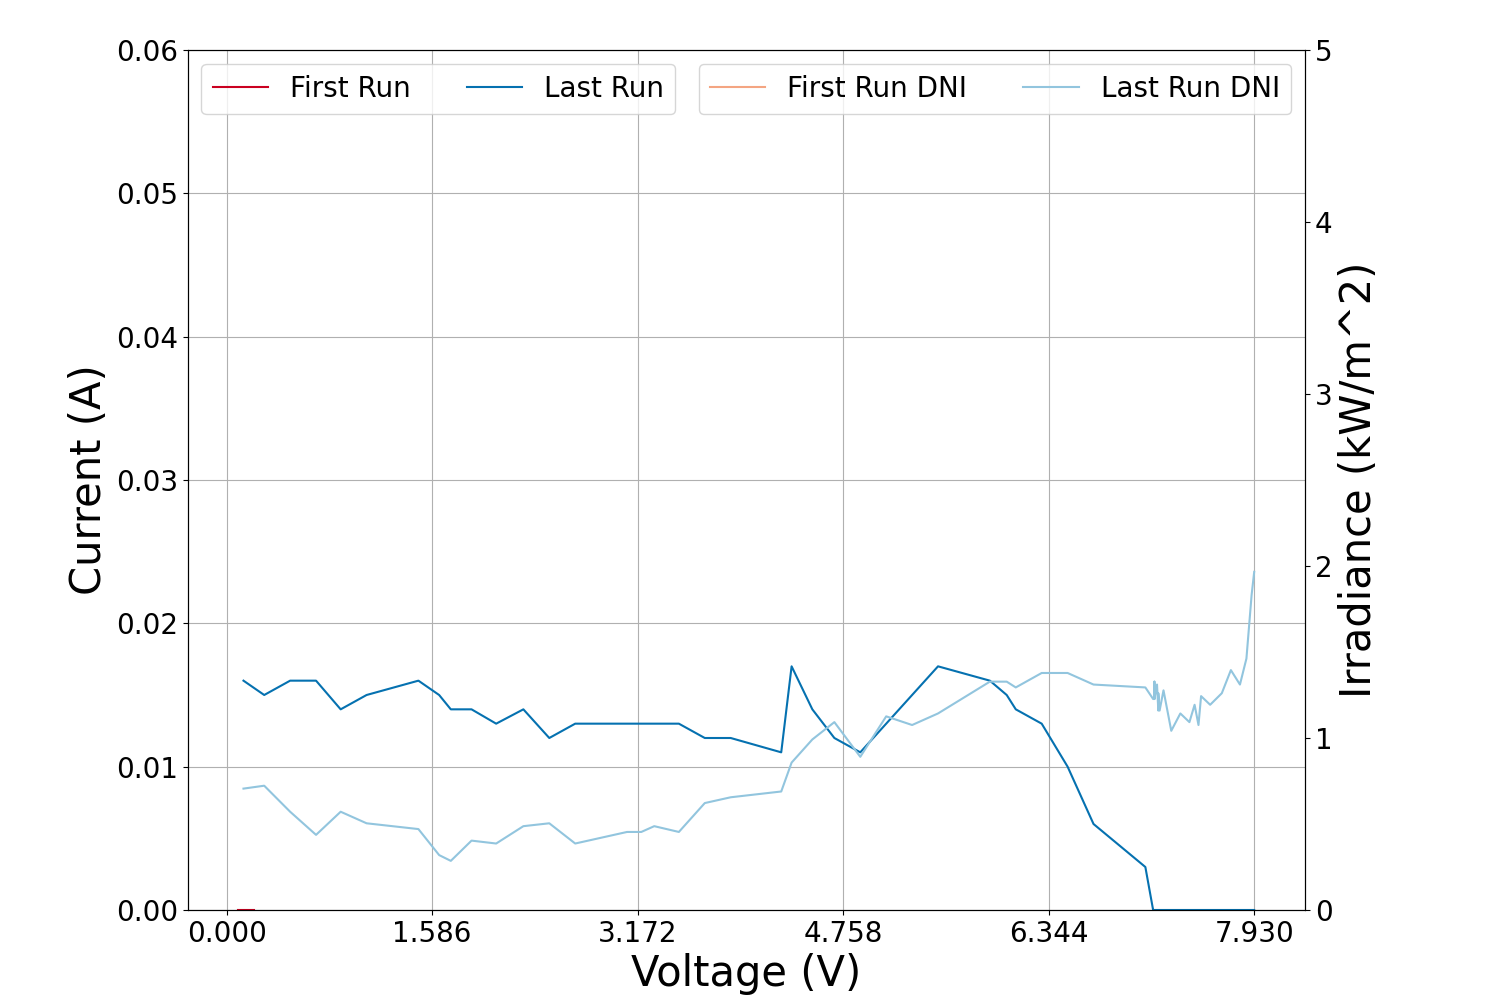 First Run
Last Run
First Run DNI
Last Run DNI
0.06
0.05
0.04
0.03
0.02
0.01
0.00
Current (A)
5
4
3
2
1
0
Irradiance (kW/m^2)
0.000
1.586
3.172
4.758
6.344
7.930
Voltage (V)